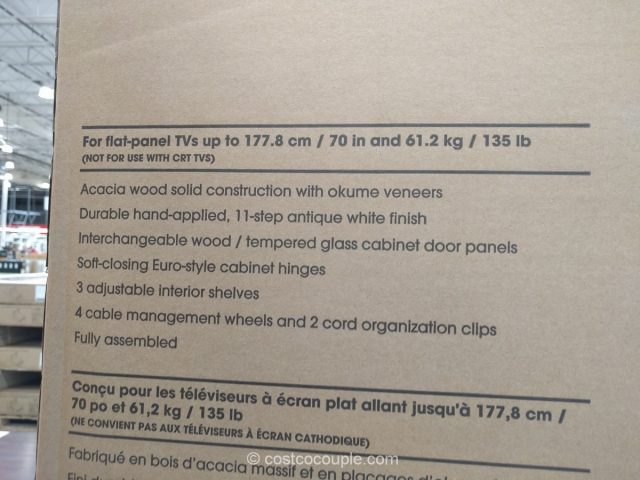 For flat-panel TVs up to 177.8 cm / 70 in and 61.2 kg / 135 lb
(NOT FOR USE WITH CRT TVS)
Acacia wood solid construction with okume veneers
Durable hand-applied, 11-step antique white finish
Interchangeable wood / tempered glass cabinet door panels
Soft-closing Euro-style cabinet hinges
3 adjustable interior shelves
4 cable management wheels and 2 cord organization clips
Fully assembled
Conçu pour les téléviseurs à écran plat allant jusqu'à 177,8 cm /
70 po et 61,2 kg / 135 lb
(NE CONVIENT PAS AUX TÉLÉVISEURS À ÉCRAN CATHODIQUE)
Fabriqué en bois d'acacia massif et en placages
© costcocouple.com